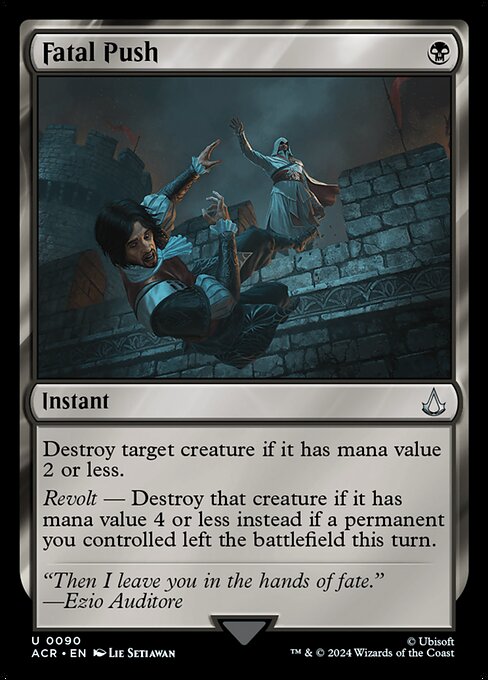 Fatal Push
Instant
Destroy target creature if it has mana value
2 or less.
Revolt — Destroy that creature if it has
mana value 4 or less instead if a permanent
you controlled left the battlefield this turn.
“Then I leave you in the hands of fate.”
—Ezio Auditore
U 0090
ACR • EN Lie Setiawan
© Ubisoft
™ & © 2024 Wizards of the Coast